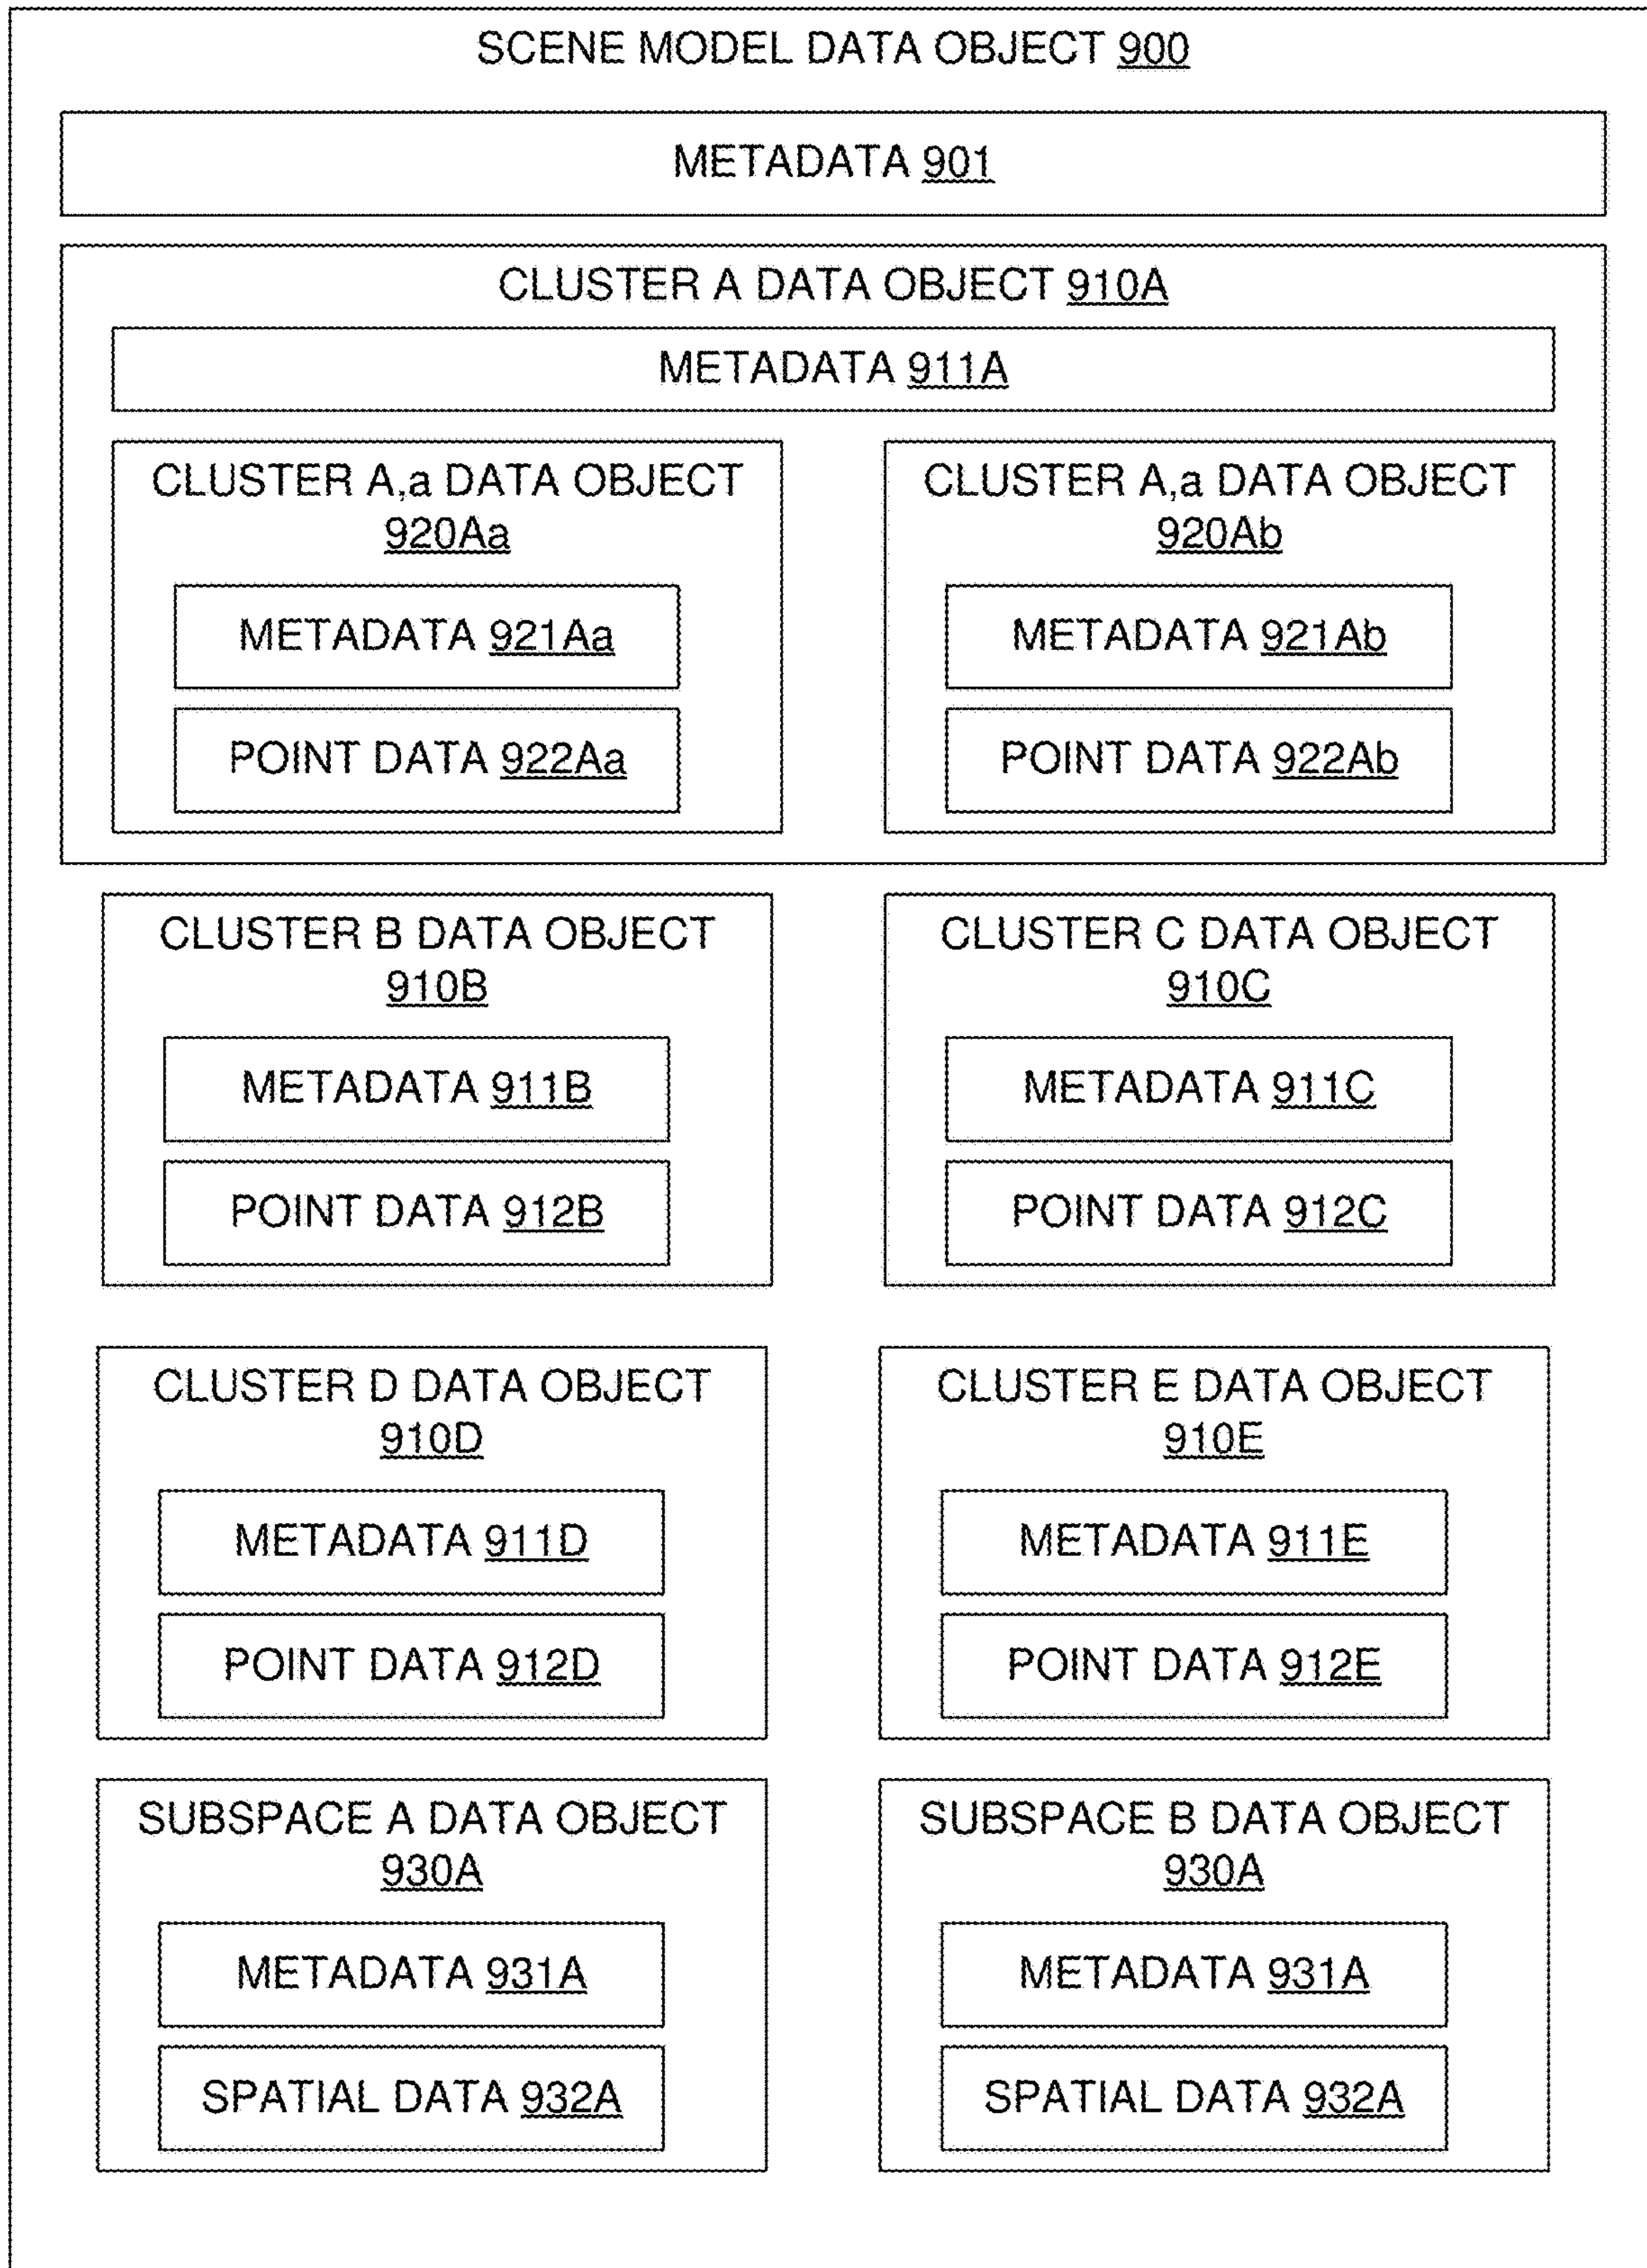 SCENE MODEL DATA OBJECT 900
METADATA 901
CLUSTER A DATA OBJECT 910A
METADATA 911A
CLUSTER A,a DATA OBJECT
920Aa
METADATA 921Aa
POINT DATA 922Aa
CLUSTER A,a DATA OBJECT
920Ab
METADATA 921Ab
POINT DATA 922Ab
CLUSTER B DATA OBJECT
910B
METADATA 911B
POINT DATA 912B
CLUSTER C DATA OBJECT
910C
METADATA 911C
POINT DATA 912C
CLUSTER D DATA OBJECT
910D
METADATA 911D
POINT DATA 912D
CLUSTER E DATA OBJECT
910E
METADATA 911E
POINT DATA 912E
SUBSPACE A DATA OBJECT
930A
METADATA 931A
SPATIAL DATA 932A
SUBSPACE B DATA OBJECT
930A
METADATA 931A
SPATIAL DATA 932A